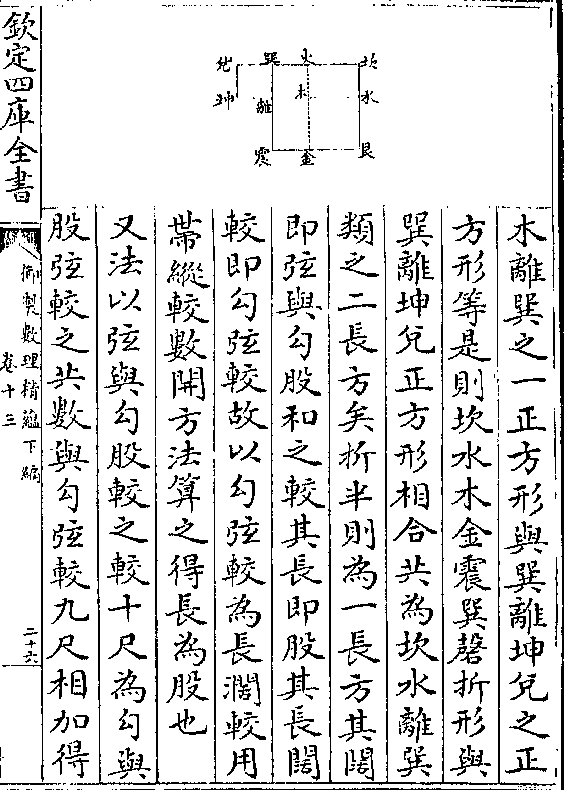 木離巽之一正方形與巽離坤兌之正
方形等是則坎水木金震巽磬折形與
巽離坤兌正方形相合共為坎水離巽
類之二長方矣折半則為一長方其闊
即弦與勾股和之較其長即股其長闊
較即勾弦較故以勾弦較為長濶較用
帶縱較數開方法算之得長為股也
又法以弦與勾股較之較十尺為勾與
股弦較之共數與勾弦較九尺相加得
欽定四庫全書
御製數理精蘊下編
卷十三
二十六
坎 火 巽 兌
水 木 離 坤
艮 金 震